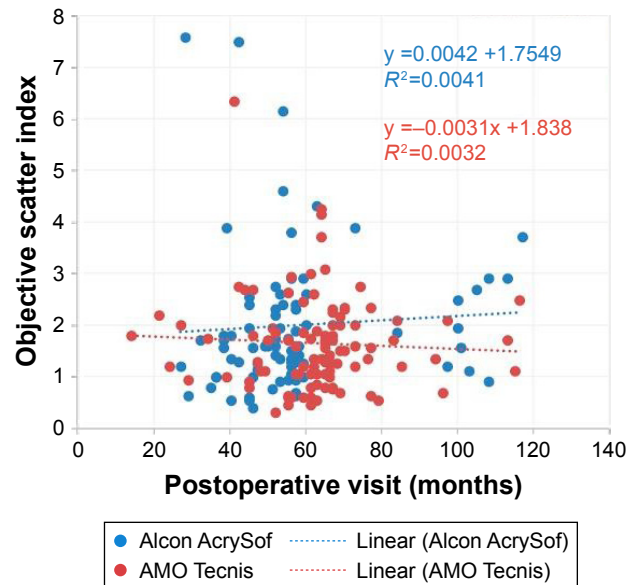 8
7
6
5
4
3
2
1
0
Objective scatter index
y =0.0042 +1.7549
R²=0.0041
y =–0.0031x +1.838
R²=0.0032
0 20 40 60 80 100 120 140
Postoperative visit (months)
Alcon AcrySof Linear (Alcon AcrySof)
AMO Tecnis Linear (AMO Tecnis)